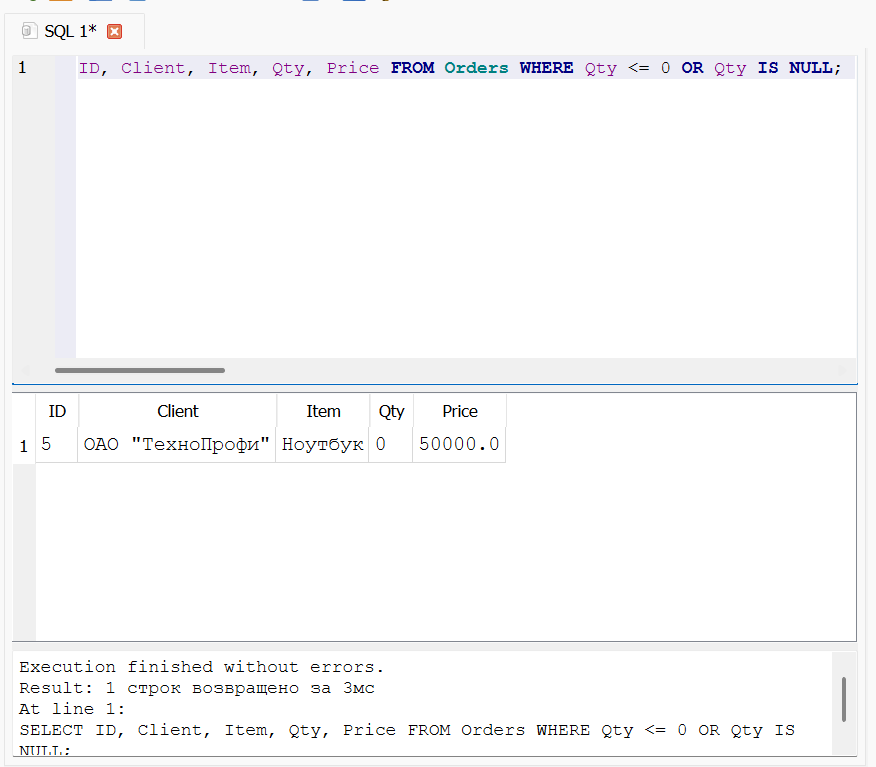 SQL 1*
1 ID, Client, Item, Qty, Price FROM Orders WHERE Qty <= 0 OR Qty IS NULL;
ID Client Item Qty Price
1 5 ОАО "ТехноПрофи" Ноутбук 0 50000.0
Execution finished without errors.
Result: 1 строк возвращено за 3мс
At line 1:
SELECT ID, Client, Item, Qty, Price FROM Orders WHERE Qty <= 0 OR Qty IS
NULL;